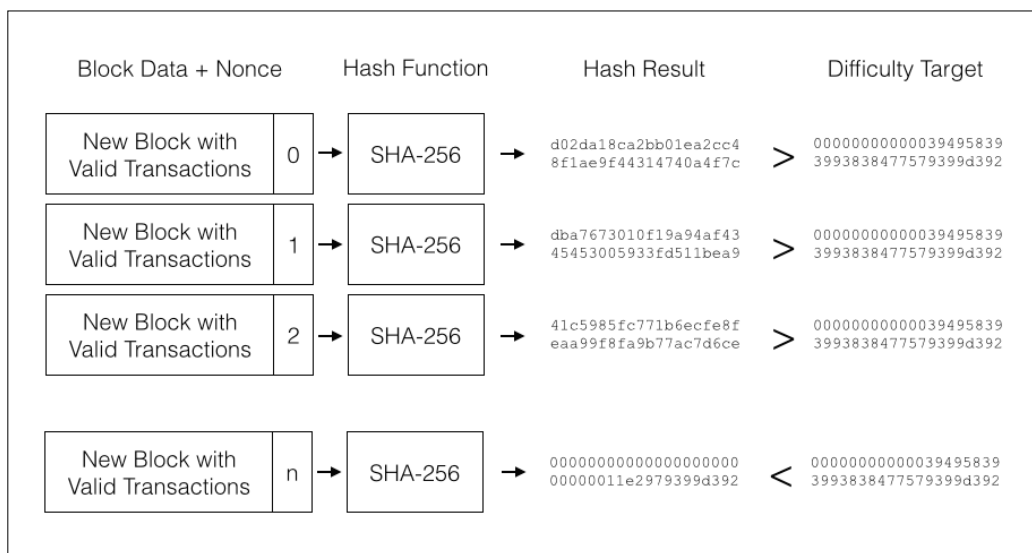 Block Data + Nonce Hash Function Hash Result Difficulty Target
New Block with
Valid Transactions
0
SHA-256
d02da18ca2bb01ea2cc4
8f1ae9f44314740a4f7c
>
00000000000039495839
3993838477579399d392
New Block with
Valid Transactions
1
SHA-256
dba7673010f19a94af43
45453005933fd511bea9
>
00000000000039495839
3993838477579399d392
New Block with
Valid Transactions
2
SHA-256
41c5985fc771b6ecfe8f
eaa99f8fa9b77ac7d6ce
>
00000000000039495839
3993838477579399d392
New Block with
Valid Transactions
n
SHA-256
00000000000000000000
00000011e2979399d392
<
00000000000039495839
3993838477579399d392